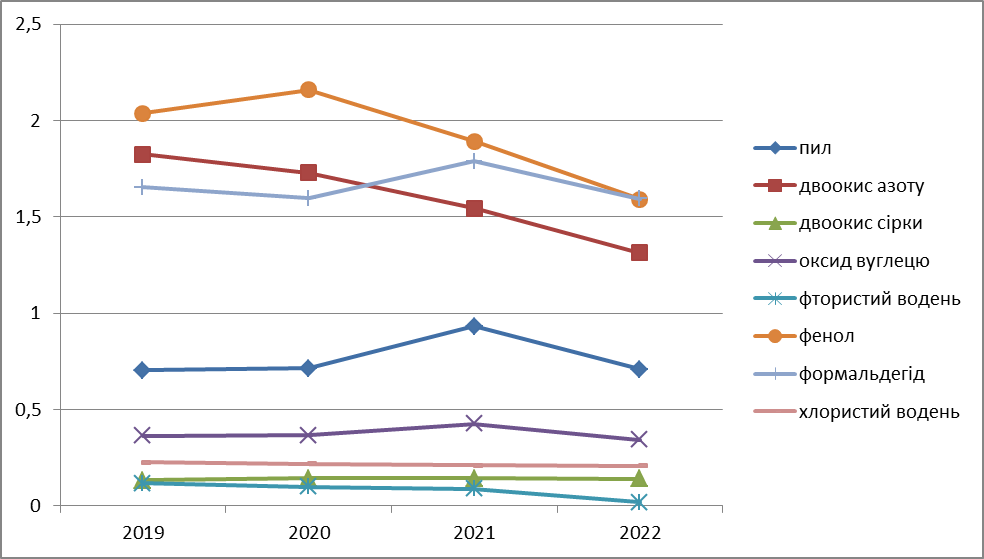 2,5
2
1,5
1
0,5
0
2019
2020
2021
2022
пил
двоокис азоту
двоокис сірки
оксид вуглецю
фтористий водень
фенол
формальдегід
хлористий водень